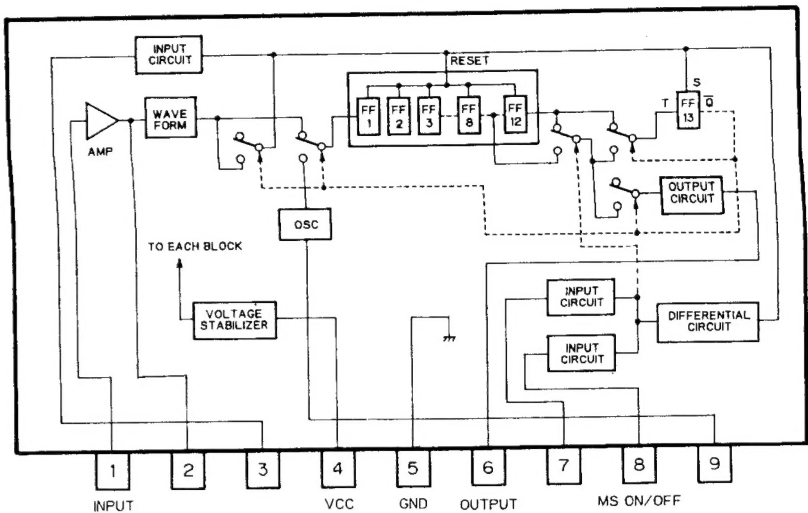 INPUT
CIRCUIT
RESET
S
FF
1
FF
2
FF
3
FF
8
FF
12
T
FF
13
Q̅
WAVE
FORM
AMP
OSC
OUTPUT
CIRCUIT
TO EACH BLOCK
VOLTAGE
STABILIZER
INPUT
CIRCUIT
INPUT
CIRCUIT
DIFFERENTIAL
CIRCUIT
1
2
3
4
5
6
7
8
9
INPUT
VCC
GND
OUTPUT
MS ON/OFF